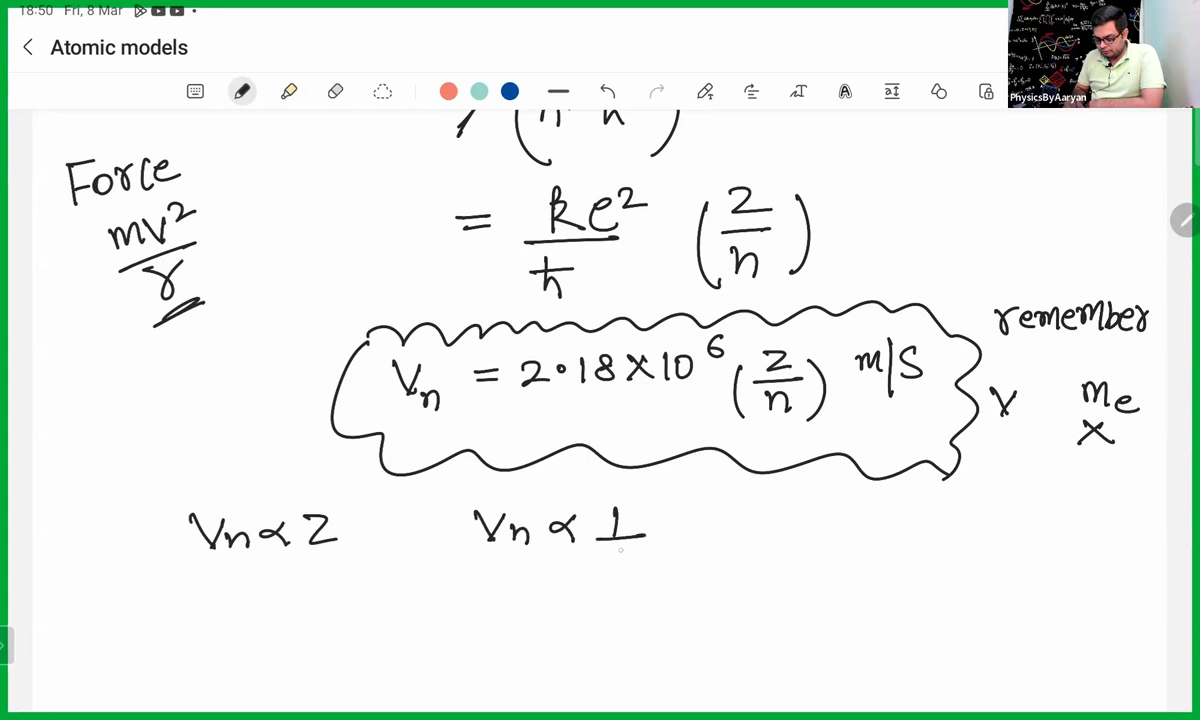 18:50 Fri, 8 Mar
Atomic models
PhysicsByAaryan
(n n)
Force
mv²/r
= ke²/ħ (Z/n)
remember
Vn = 2.18×10⁶ (Z/n) m/s
v me
×
Vn ∝ Z Vn ∝ 1